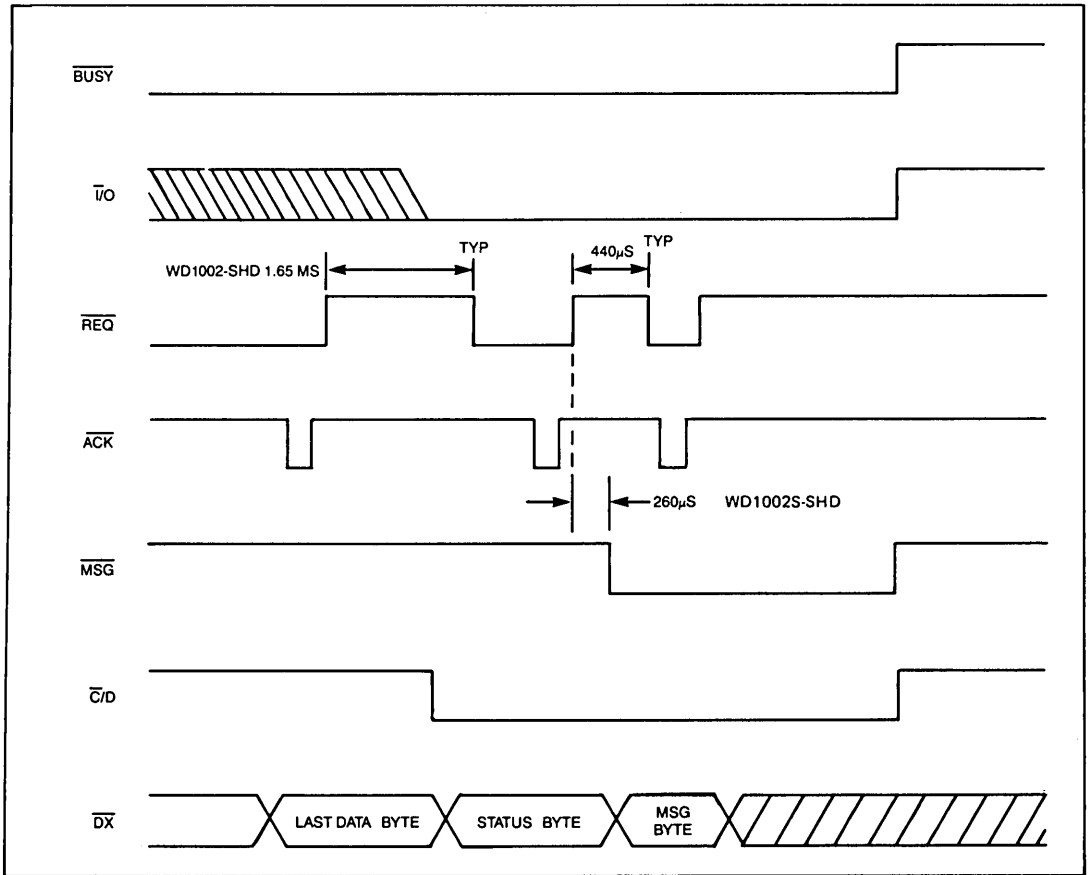 BUSY
I/O
TYP
440µS TYP
WD1002-SHD 1.65 MS
REQ
ACK
260µS WD1002S-SHD
MSG
C/D
DX
LAST DATA BYTE
STATUS BYTE
MSG
BYTE